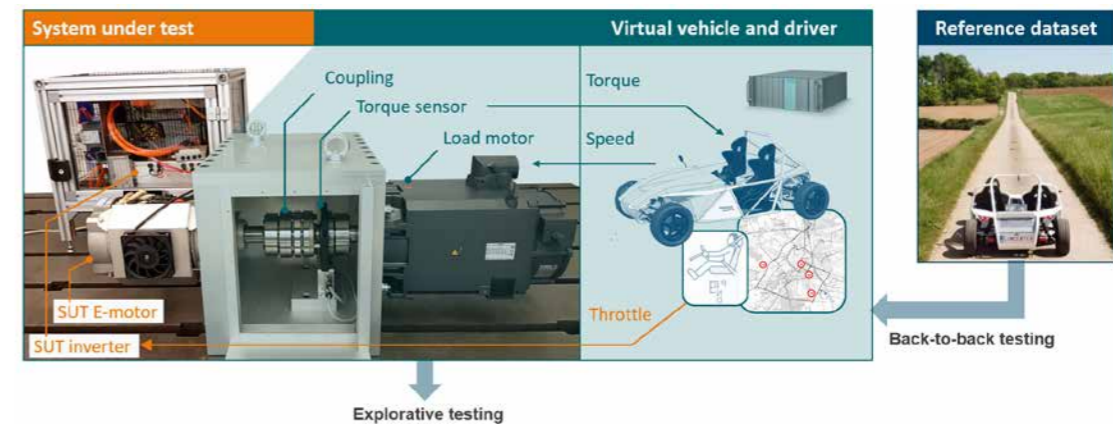 System under test
Virtual vehicle and driver
Reference dataset
Coupling
Torque sensor
Load motor
Torque
Speed
Throttle
SUT E-motor
SUT inverter
Back-to-back testing
Explorative testing